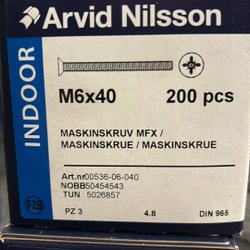 Arvid Nilsson
INDOOR
M6x40 200 pcs
MASKINSKRUV MFX /
MASKINSKRUE / MASKINSKRUE
Art.nr00536-06-040
NOBB50454543
TUN 5026857
FZB
PZ 3 4.8 DIN 965